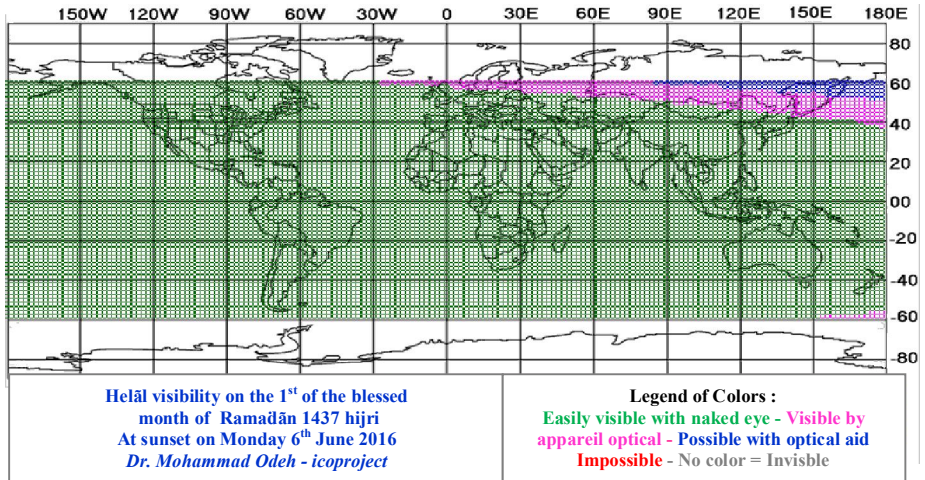 150W 120W 90W 60W 30W 0 30E 60E 90E 120E 150E 180E
80
60
40
20
00
-20
-40
-60
-80
Helāl visibility on the 1st of the blessed
month of Ramaḍān 1437 hijri
At sunset on Monday 6th June 2016
Dr. Mohammad Odeh - icoproject
Legend of Colors :
Easily visible with naked eye - Visible by
appareil optical - Possible with optical aid
Impossible - No color = Invisble